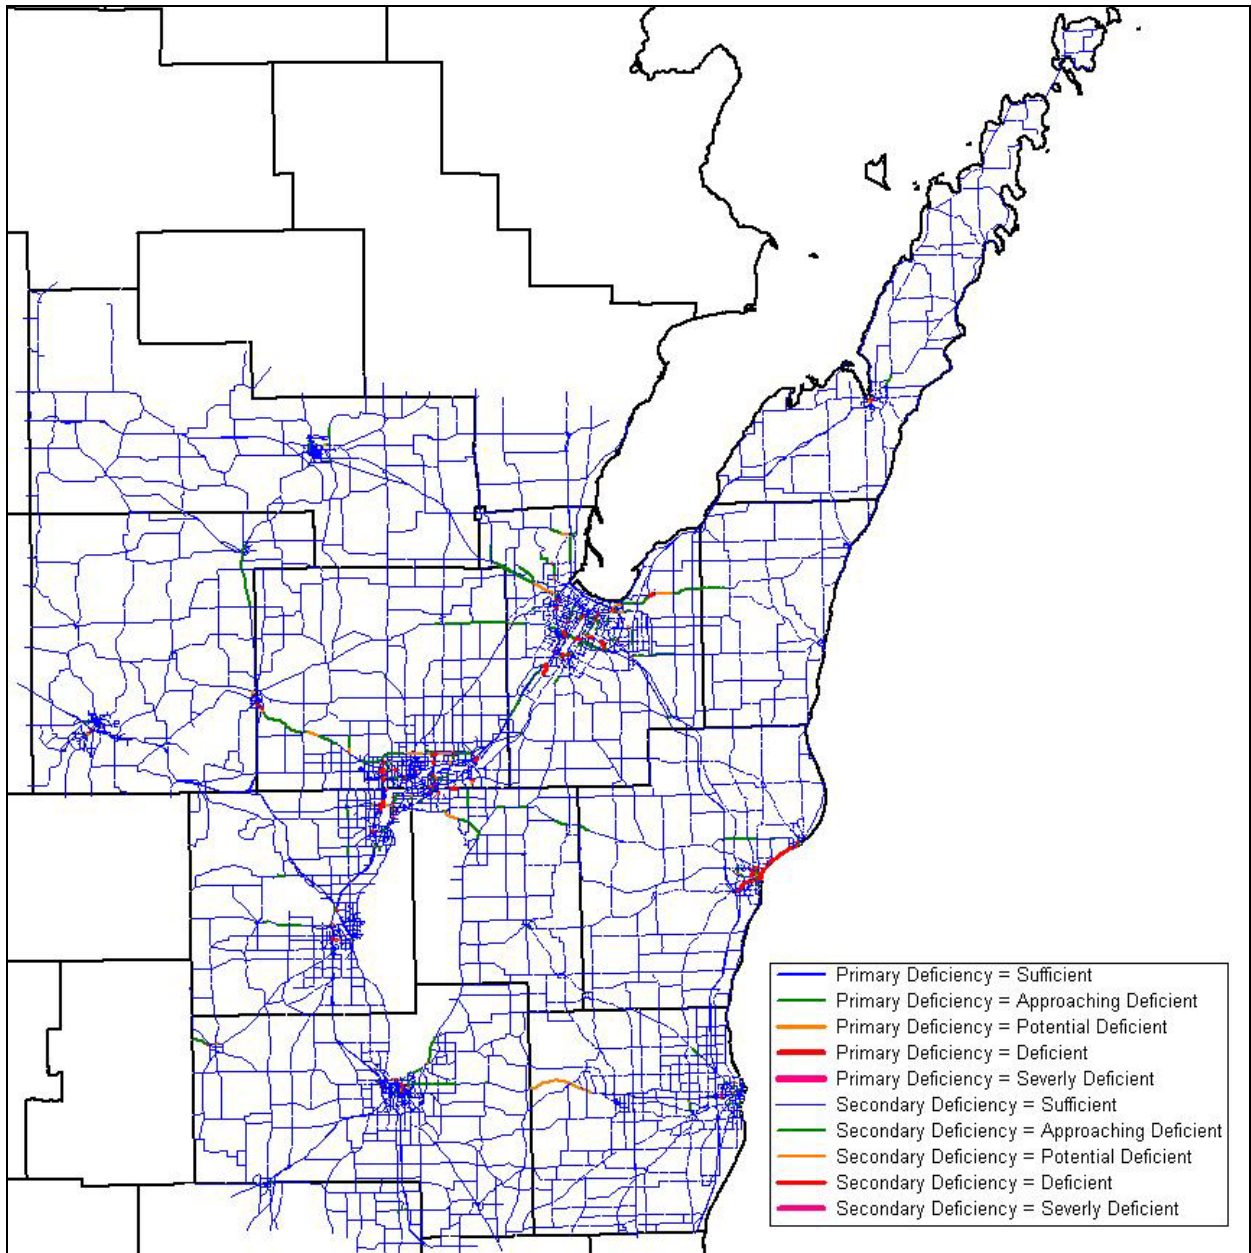 Primary Deficiency = Sufficient
Primary Deficiency = Approaching Deficient
Primary Deficiency = Potential Deficient
Primary Deficiency = Deficient
Primary Deficiency = Severly Deficient
Secondary Deficiency = Sufficient
Secondary Deficiency = Approaching Deficient
Secondary Deficiency = Potential Deficient
Secondary Deficiency = Deficient
Secondary Deficiency = Severly Deficient